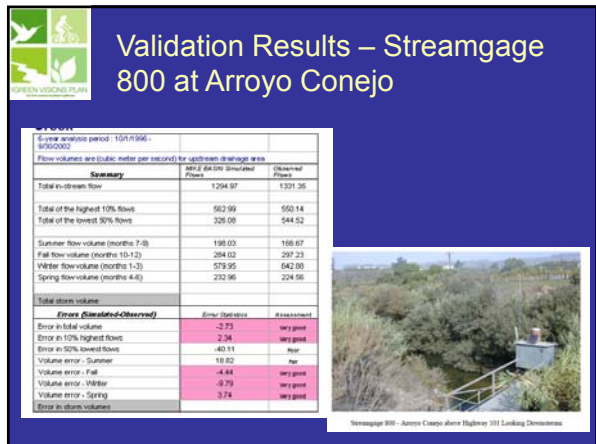 Validation Results – Streamgage
800 at Arroyo Conejo
GREEN VISIONS PLAN
6-year analysis period : 10/1/1996 -
9/30/2002
Flow volumes are (cubic meter per second) for upstream drainage area
Summary MIKE BASIN Simulated Flows Observed Flows
Total in-stream flow 1294.97 1331.35
Total of the highest 10% flows 562.99 550.14
Total of the lowest 50% flows 326.08 544.52
Summer flow volume (months 7-9) 198.03 166.67
Fall flow volume (months 10-12) 284.02 297.23
Winter flow volume (months 1-3) 579.95 642.88
Spring flow volume (months 4-6) 232.96 224.56
Total storm volume
Errors (Simulated-Observed) Error Statistics Assessment
Error in total volume -2.73 Very good
Error in 10% highest flows 2.34 Very good
Error in 50% lowest flows -40.11 Poor
Volume error - Summer 18.82 Fair
Volume error - Fall -4.44 Very good
Volume error - Winter -9.79 Very good
Volume error - Spring 3.74 Very good
Error in storm volumes
Streamgage 800 - Arroyo Conejo above Highway 101 Looking Downstream